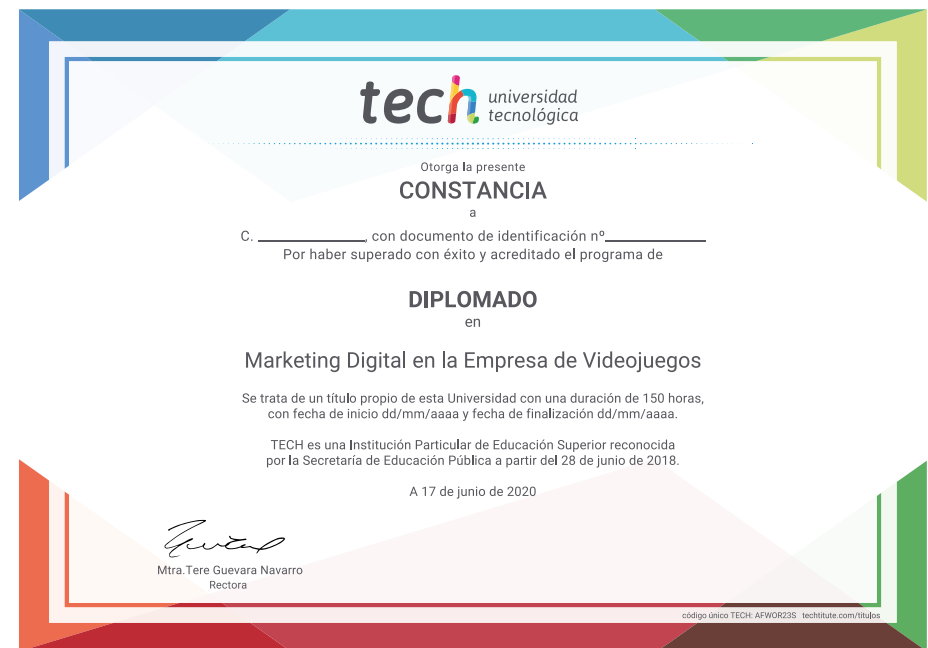 tech universidad
tecnológica
Otorga la presente
CONSTANCIA
a
C. ____________, con documento de identificación nº____________
Por haber superado con éxito y acreditado el programa de
DIPLOMADO
en
Marketing Digital en la Empresa de Videojuegos
Se trata de un título propio de esta Universidad con una duración de 150 horas,
con fecha de inicio dd/mm/aaaa y fecha de finalización dd/mm/aaaa.
TECH es una Institución Particular de Educación Superior reconocida
por la Secretaría de Educación Pública a partir del 28 de junio de 2018.
A 17 de junio de 2020
Mtra.Tere Guevara Navarro
Rectora
código único TECH: AFWOR23S techtitute.com/titulos